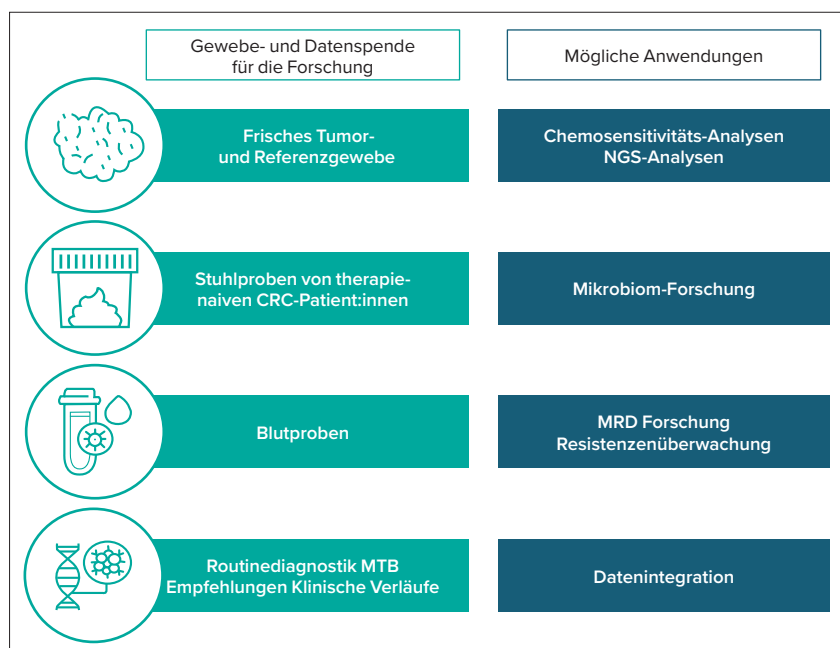 Gewebe- und Datenspende
für die Forschung
Mögliche Anwendungen
Frisches Tumor-
und Referenzgewebe
Chemosensitivitäts-Analysen
NGS-Analysen
Stuhlproben von therapie-
naiven CRC-Patient:innen
Mikrobiom-Forschung
Blutproben
MRD Forschung
Resistenzenüberwachung
Routinediagnostik MTB
Empfehlungen Klinische Verläufe
Datenintegration